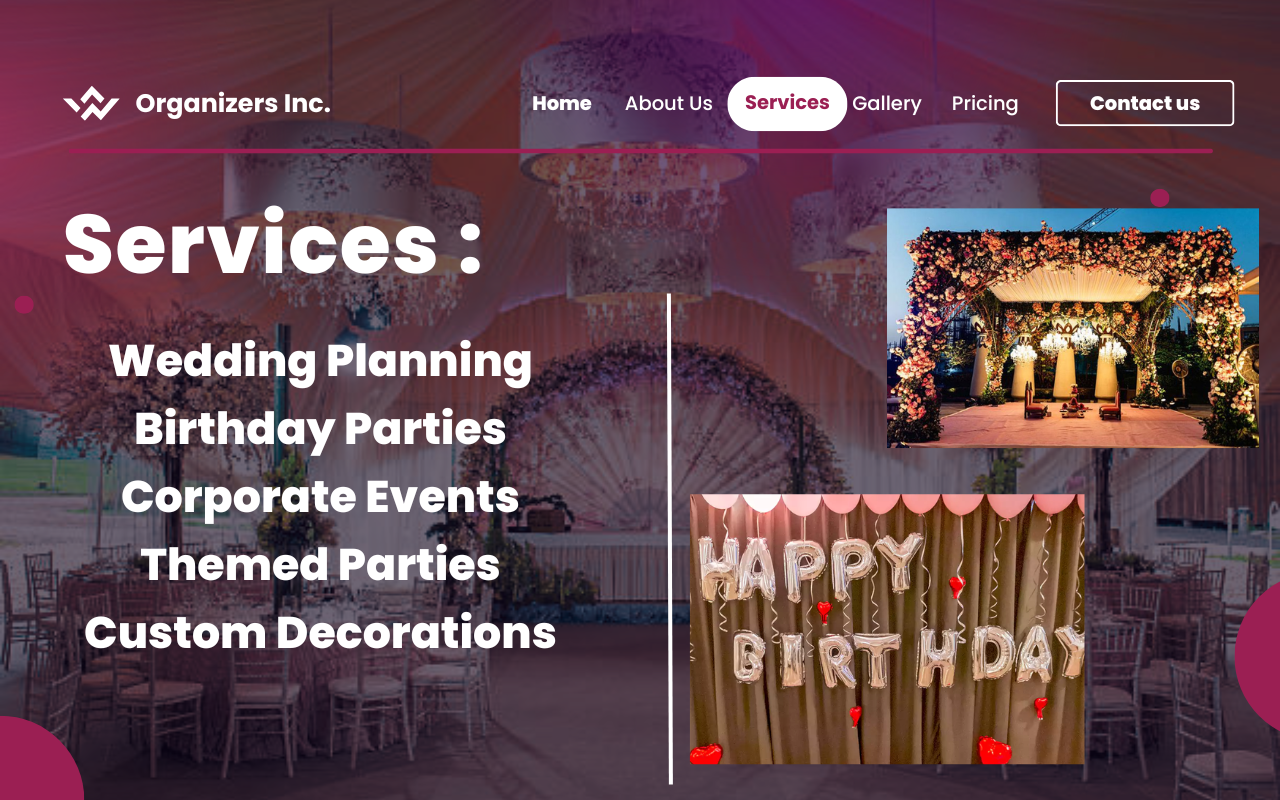 Organizers Inc.
Home About Us Services Gallery Pricing Contact us
Services :
Wedding Planning
Birthday Parties
Corporate Events
Themed Parties
Custom Decorations
HAPPY
BIRTHDAY